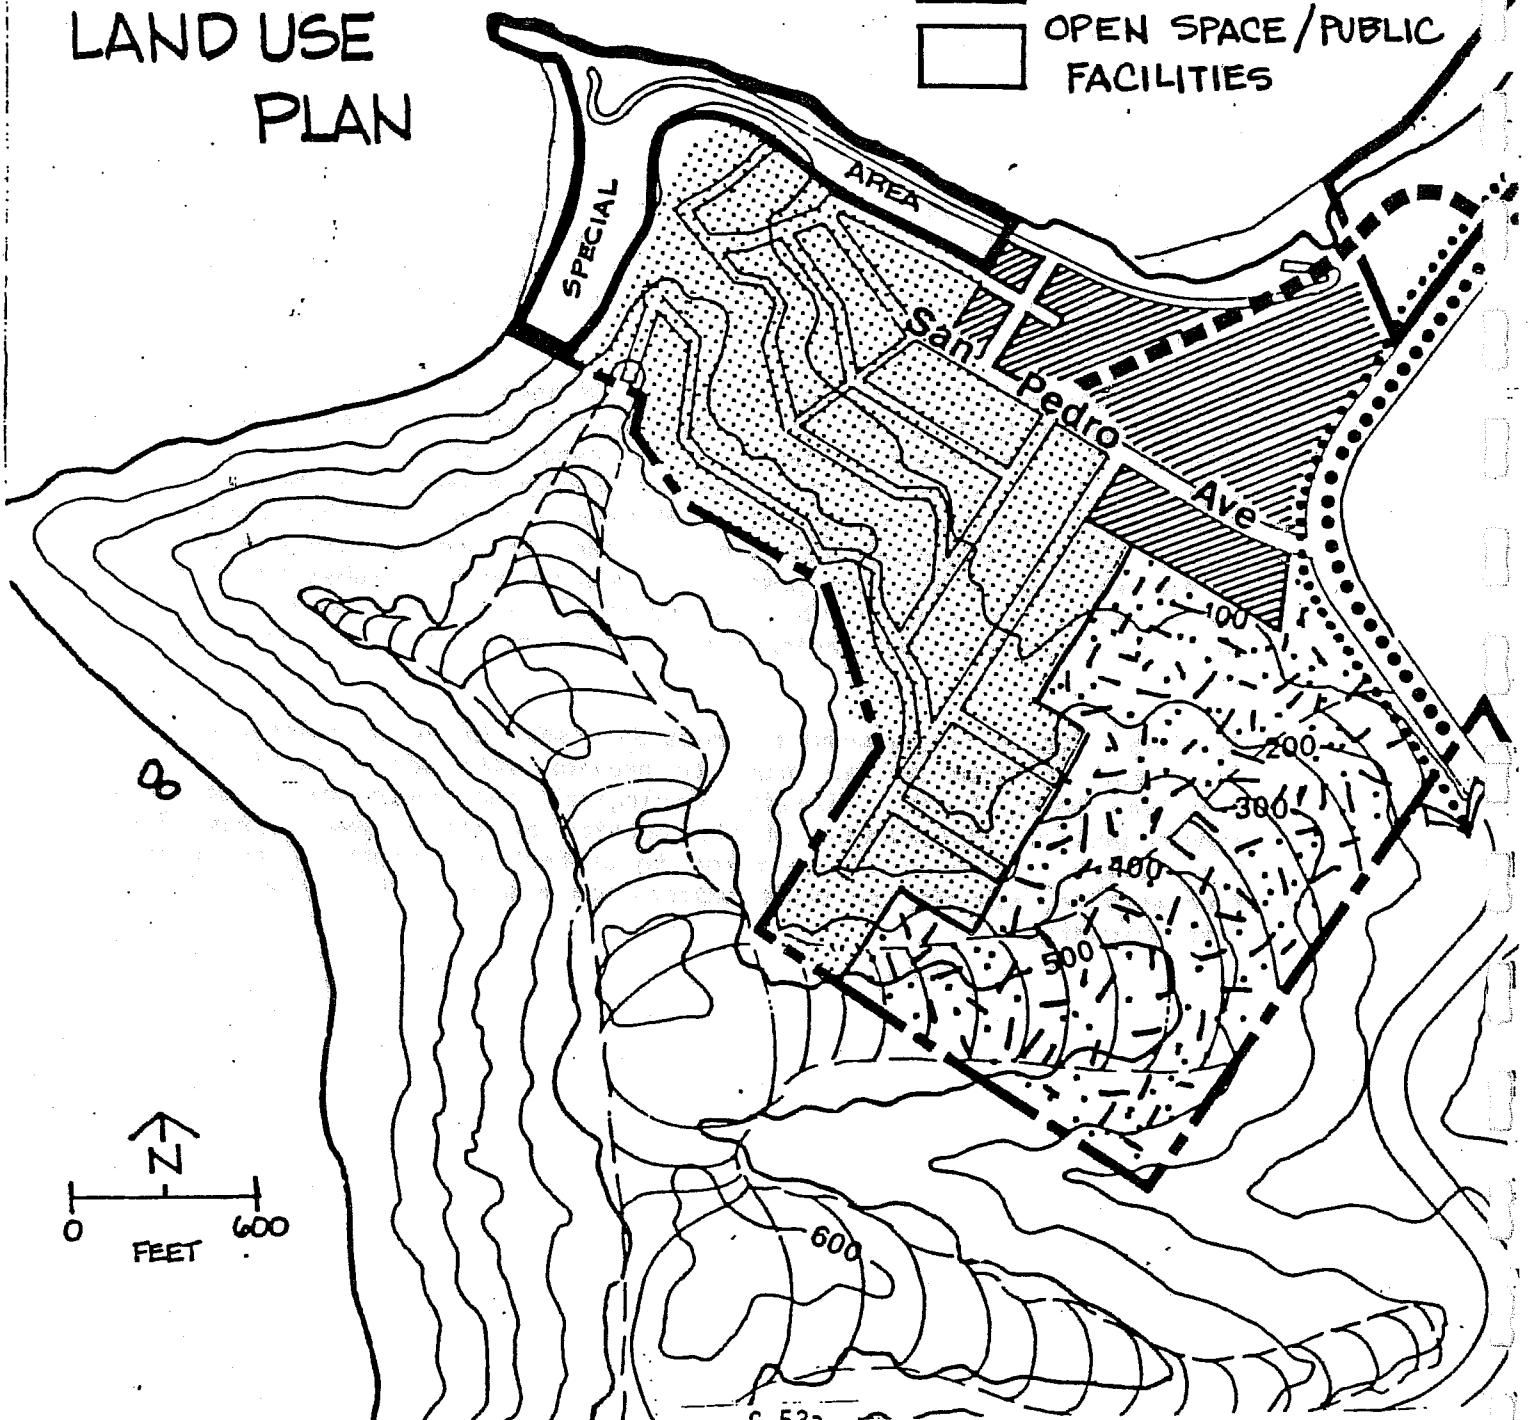 LAND USE
PLAN
OPEN SPACE/PUBLIC
FACILITIES
SPECIAL
AREA
San Pedro Ave
100
200
300
400
500
600
N
0 600
FEET